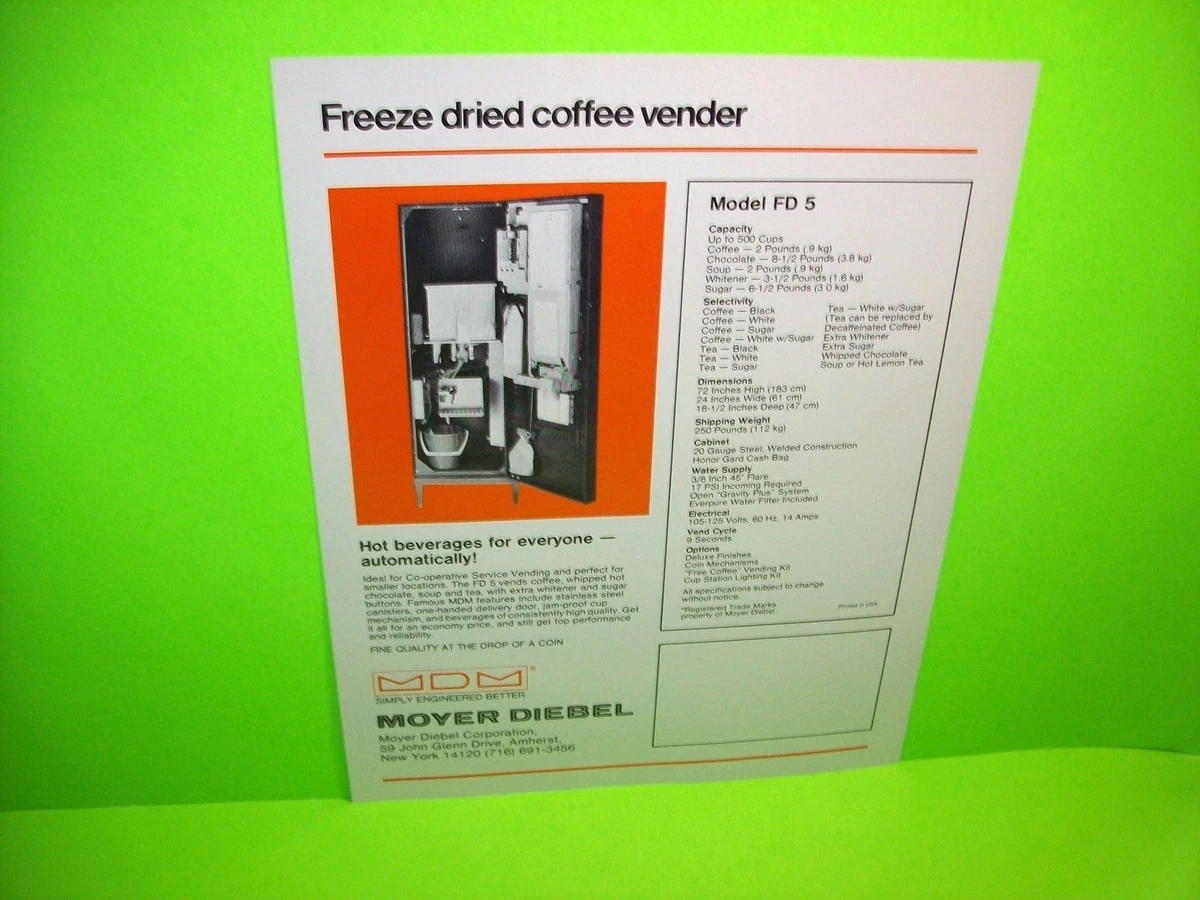 Freeze dried coffee vender
Model FD 5
Capacity
Up to 500 Cups
Coffee — 2 Pounds (.9 kg)
Chocolate — 8-1/2 Pounds (3.8 kg)
Soup — 2 Pounds (.9 kg)
Whitener — 3-1/2 Pounds (1.6 kg)
Sugar — 6-1/2 Pounds (3.0 kg)
Selectivity
Coffee — Black
Coffee — White
Coffee — Sugar
Coffee — White w/Sugar
Tea — Black
Tea — White
Tea — Sugar
Tea — White w/Sugar
(Tea can be replaced by
Decaffeinated Coffee)
Extra Whitener
Extra Sugar
Whipped Chocolate
Soup or Hot Lemon Tea
Dimensions
72 Inches High (183 cm)
24 Inches Wide (61 cm)
18-1/2 Inches Deep (47 cm)
Shipping Weight
250 Pounds (112 kg)
Cabinet
20 Gauge Steel, Welded Construction
Honor Gard Cash Bag
Water Supply
3/8 Inch 45° Flare
17 PSI Incoming Required
Open "Gravity Plus" System
Everpure Water Filter Included
Electrical
105-125 Volts, 60 Hz, 14 Amps
Vend Cycle
9 Seconds
Options
Deluxe Finishes
Coin Mechanisms
"Free Coffee" Vending Kit
Cup Station Lighting Kit
All specifications subject to change
without notice.
*Registered Trade Marks
property of Moyer Diebel
Printed in USA
Hot beverages for everyone —
automatically!
Ideal for Co-operative Service Vending and perfect for
smaller locations. The FD 5 vends coffee, whipped hot
chocolate, soup and tea, with extra whitener and sugar
buttons. Famous MDM features include stainless steel
canisters, one-handed delivery door, jam-proof cup
mechanism, and beverages of consistently high quality. Get
it all for an economy price, and still get top performance
and reliability.
FINE QUALITY AT THE DROP OF A COIN
MDM®
SIMPLY ENGINEERED BETTER
MOYER DIEBEL
Moyer Diebel Corporation,
59 John Glenn Drive, Amherst,
New York 14120 (716) 691-3456